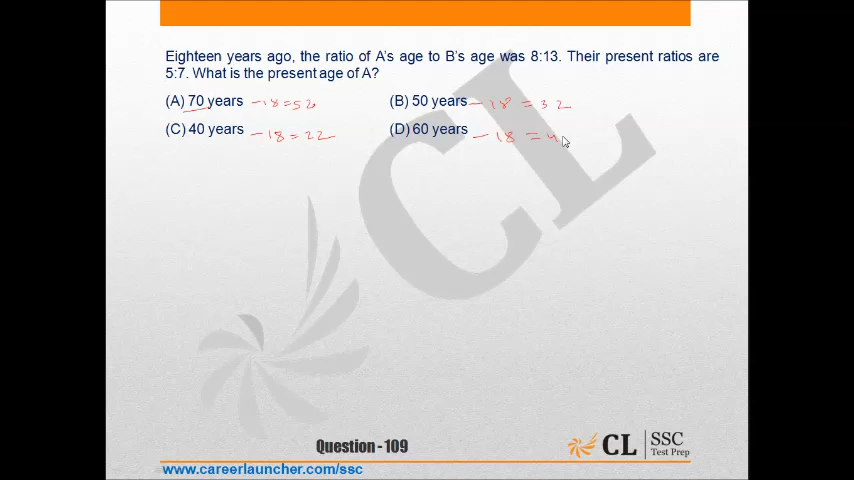 CL
Eighteen years ago, the ratio of A's age to B's age was 8:13. Their present ratios are
5:7. What is the present age of A?
(A) 70 years -18=52 (B) 50 years - 18 = 32
(C) 40 years -18=22 (D) 60 years - 18 = 4
Question - 109
CL SSC
Test Prep
www.careerlauncher.com/ssc